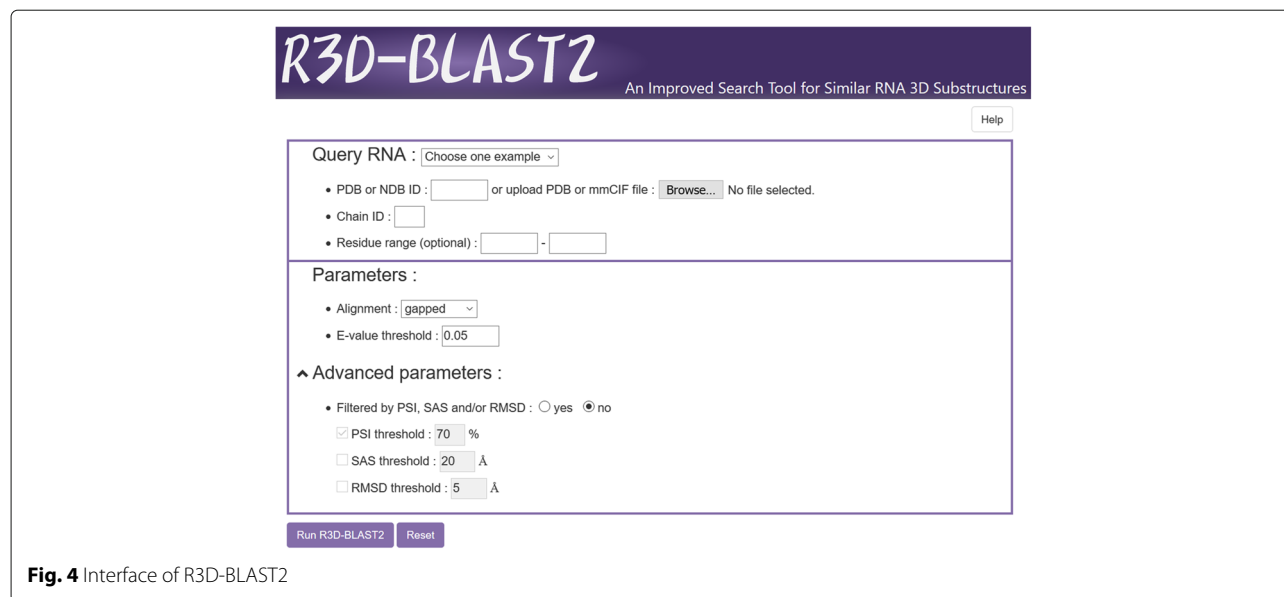 R3D-BLAST2
An Improved Search Tool for Similar RNA 3D Substructures
Help
Query RNA : Choose one example
• PDB or NDB ID : or upload PDB or mmCIF file : Browse... No file selected.
• Chain ID :
• Residue range (optional) : -
Parameters :
• Alignment : gapped
• E-value threshold : 0.05
Advanced parameters :
• Filtered by PSI, SAS and/or RMSD : yes no
PSI threshold : 70 %
SAS threshold : 20 Å
RMSD threshold : 5 Å
Run R3D-BLAST2 Reset
Fig. 4 Interface of R3D-BLAST2